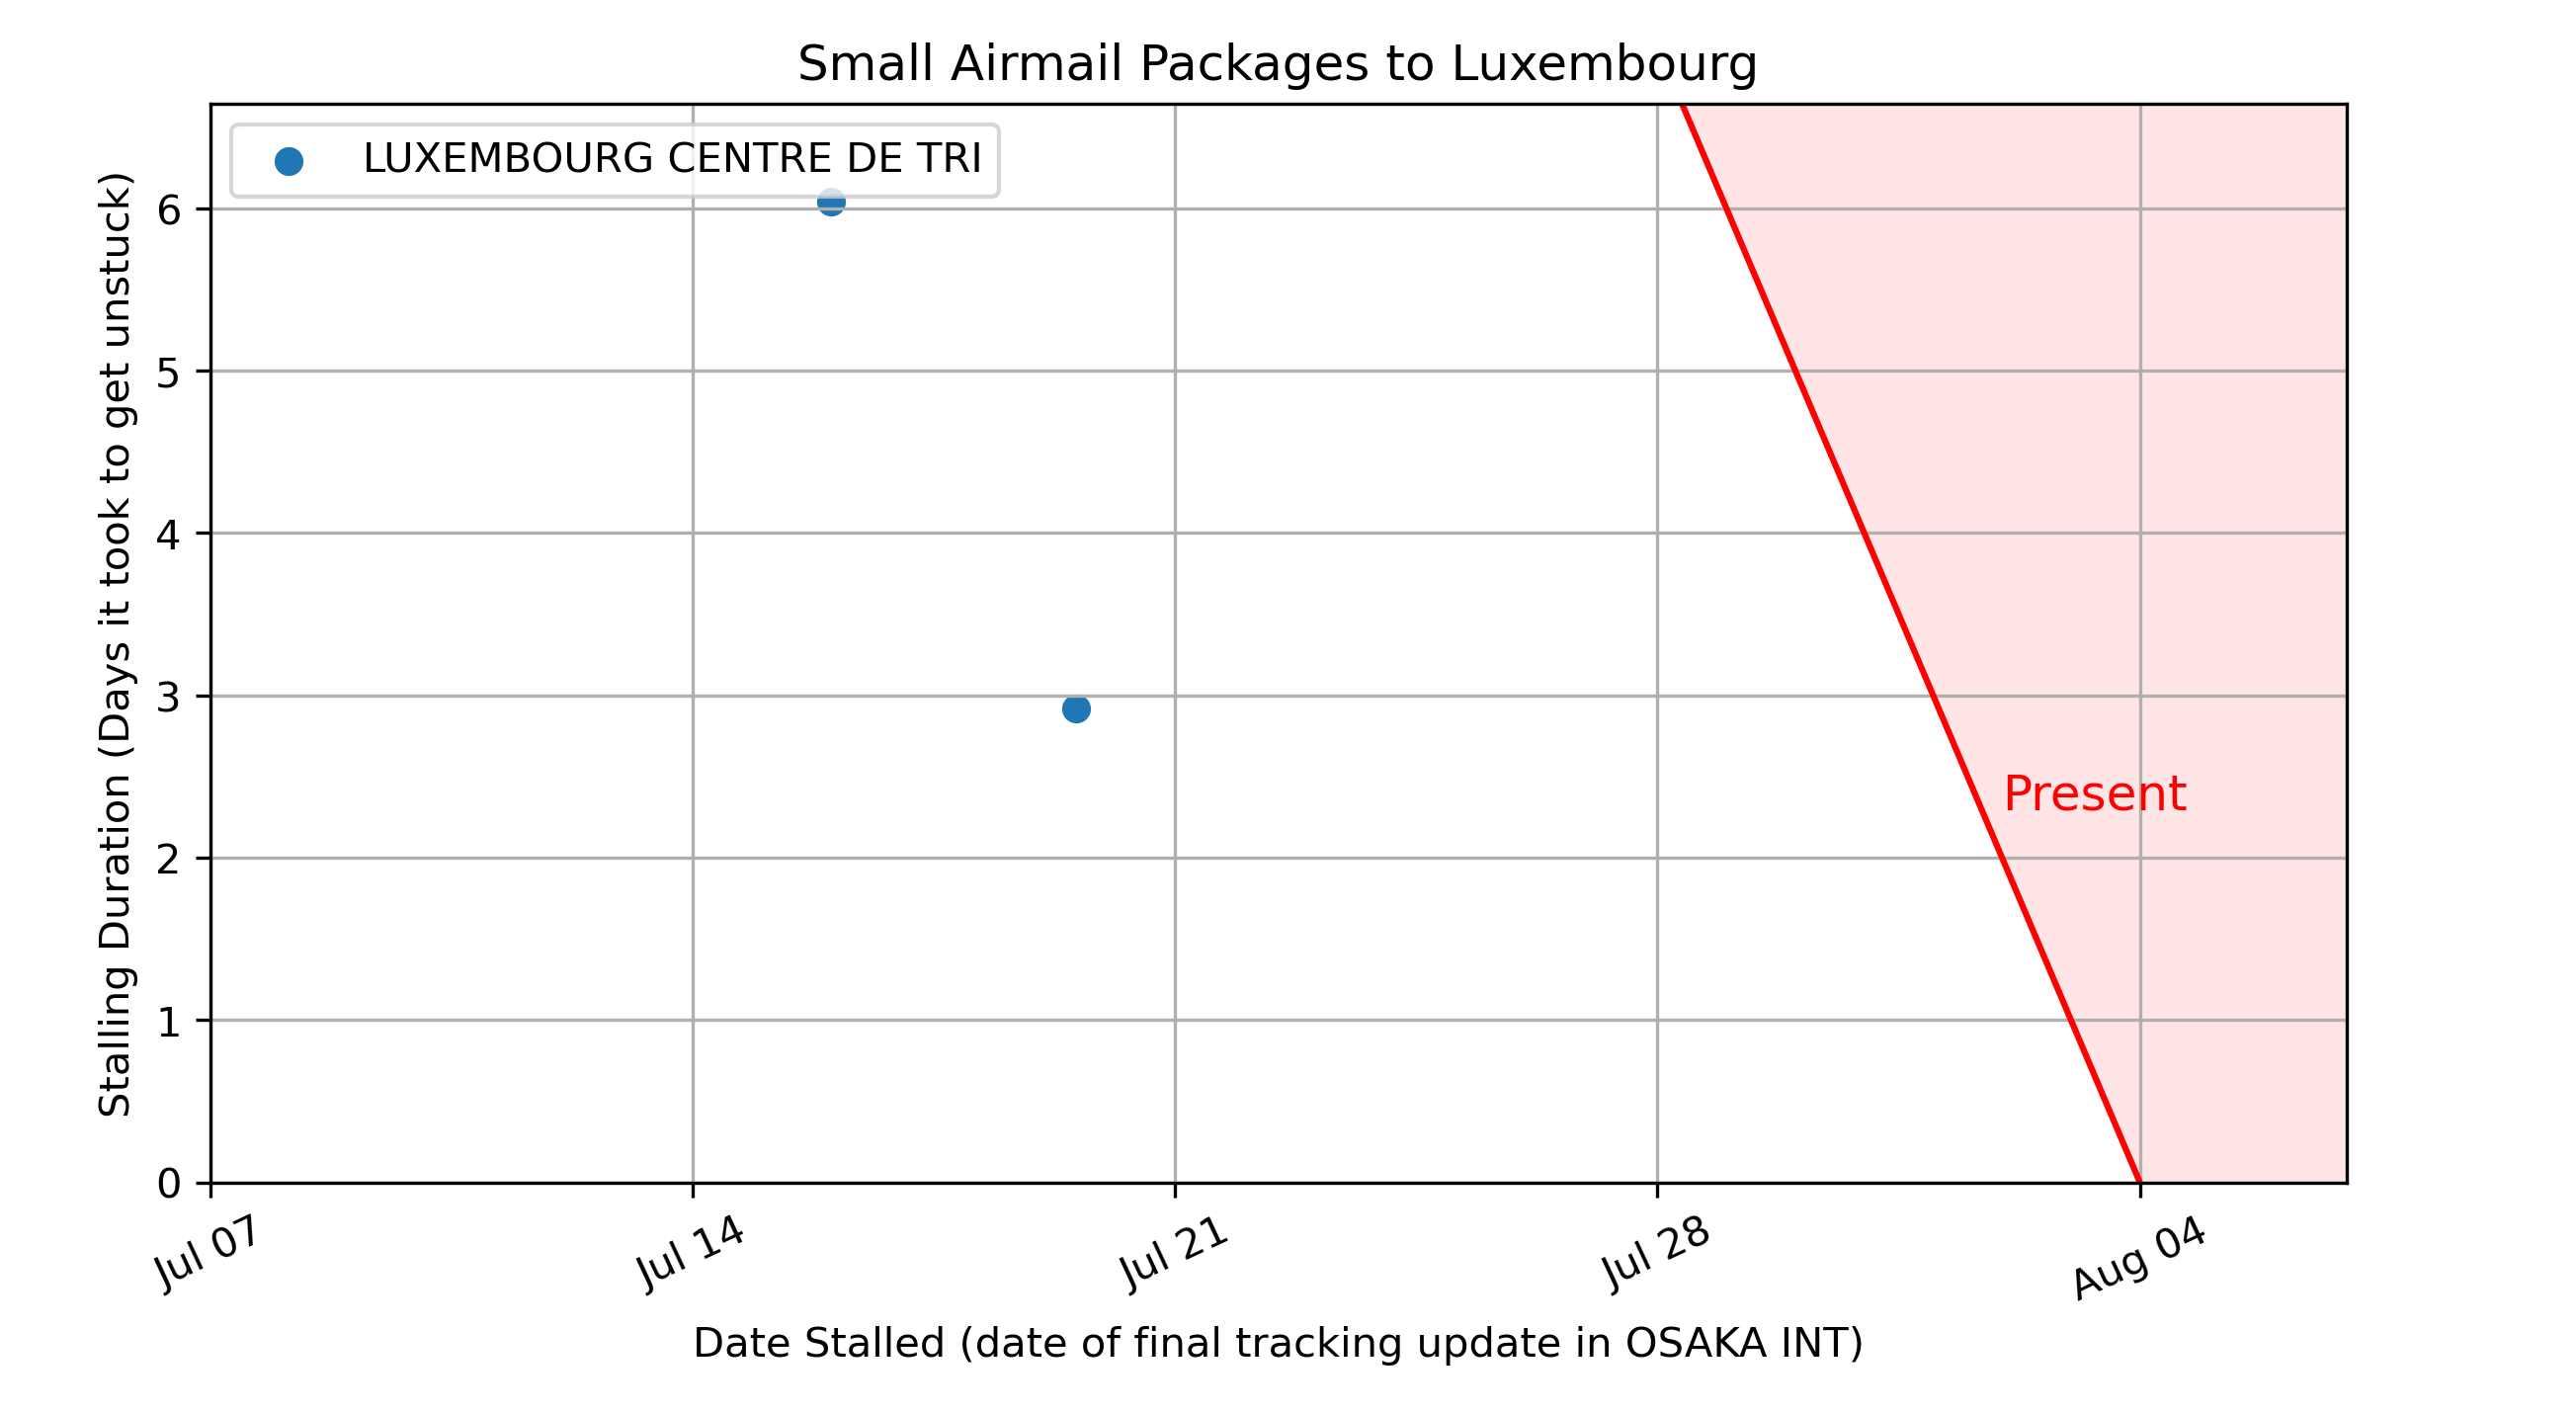 Small Airmail Packages to Luxembourg
LUXEMBOURG CENTRE DE TRI
Stalling Duration (Days it took to get unstuck)
6
5
4
3
2
1
0
Present
Jul 07
Jul 14
Jul 21
Jul 28
Aug 04
Date Stalled (date of final tracking update in OSAKA INT)